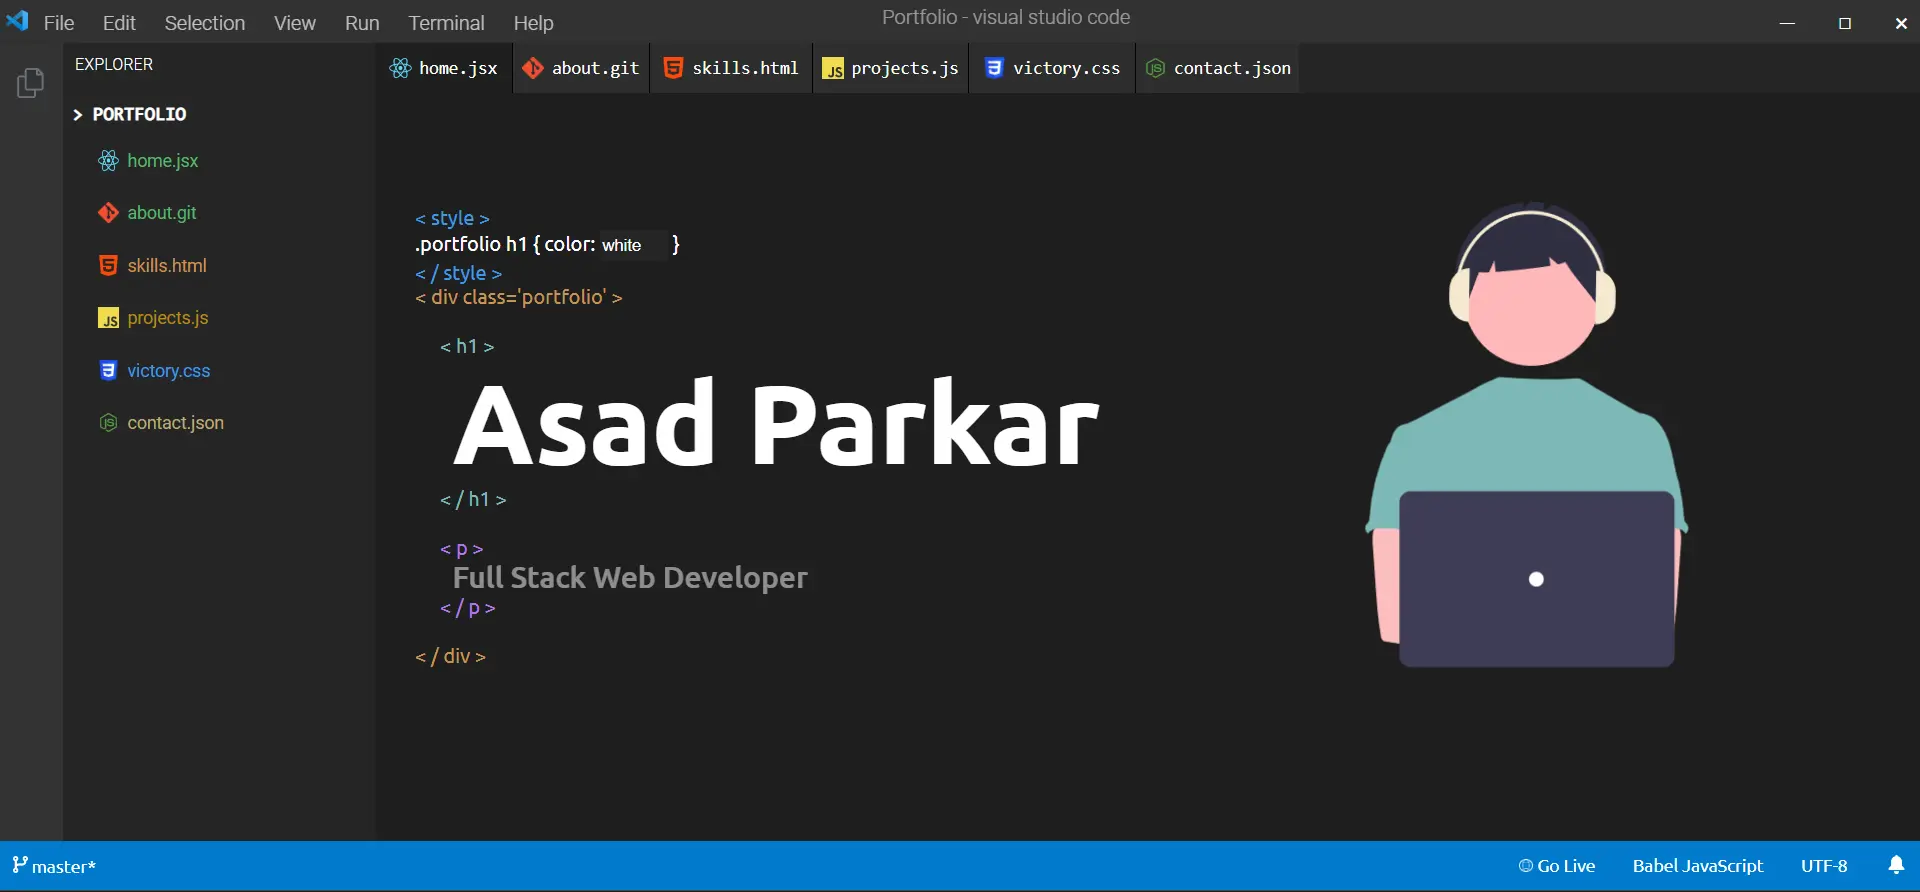 File Edit Selection View Run Terminal Help
Portfolio - visual studio code
EXPLORER
> PORTFOLIO
home.jsx
about.git
skills.html
JS projects.js
victory.css
contact.json
home.jsx about.git skills.html JS projects.js victory.css contact.json
< style >
.portfolio h1 { color: white }
< / style >
< div class='portfolio' >
< h1 >
Asad Parkar
< / h1 >
< p >
Full Stack Web Developer
< / p >
< / div >
master* Go Live Babel JavaScript UTF-8